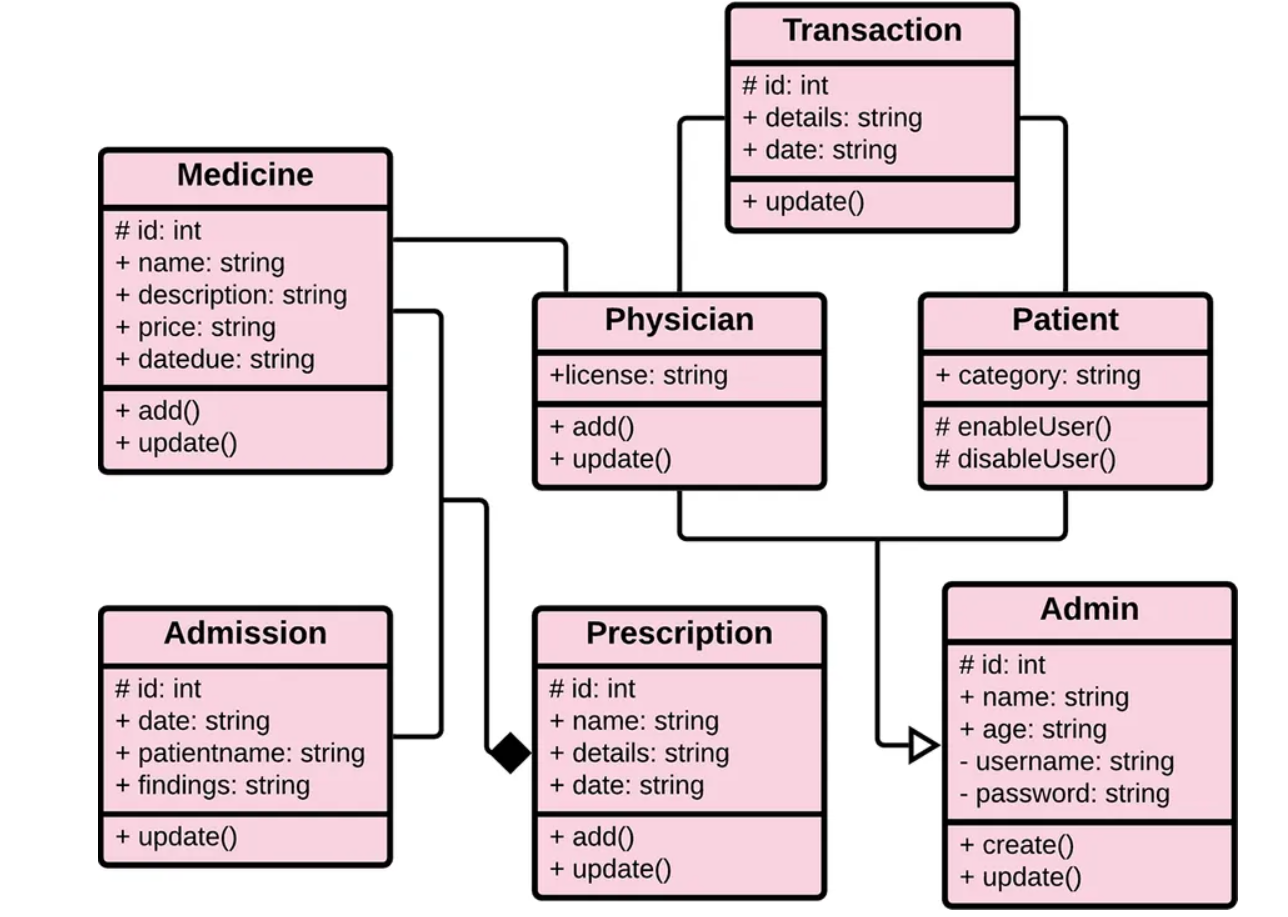 Transaction
# id: int
+ details: string
+ date: string
+ update()
Medicine
# id: int
+ name: string
+ description: string
+ price: string
+ datedue: string
+ add()
+ update()
Physician
+license: string
+ add()
+ update()
Patient
+ category: string
# enableUser()
# disableUser()
Admission
# id: int
+ date: string
+ patientname: string
+ findings: string
+ update()
Prescription
# id: int
+ name: string
+ details: string
+ date: string
+ add()
+ update()
Admin
# id: int
+ name: string
+ age: string
- username: string
- password: string
+ create()
+ update()